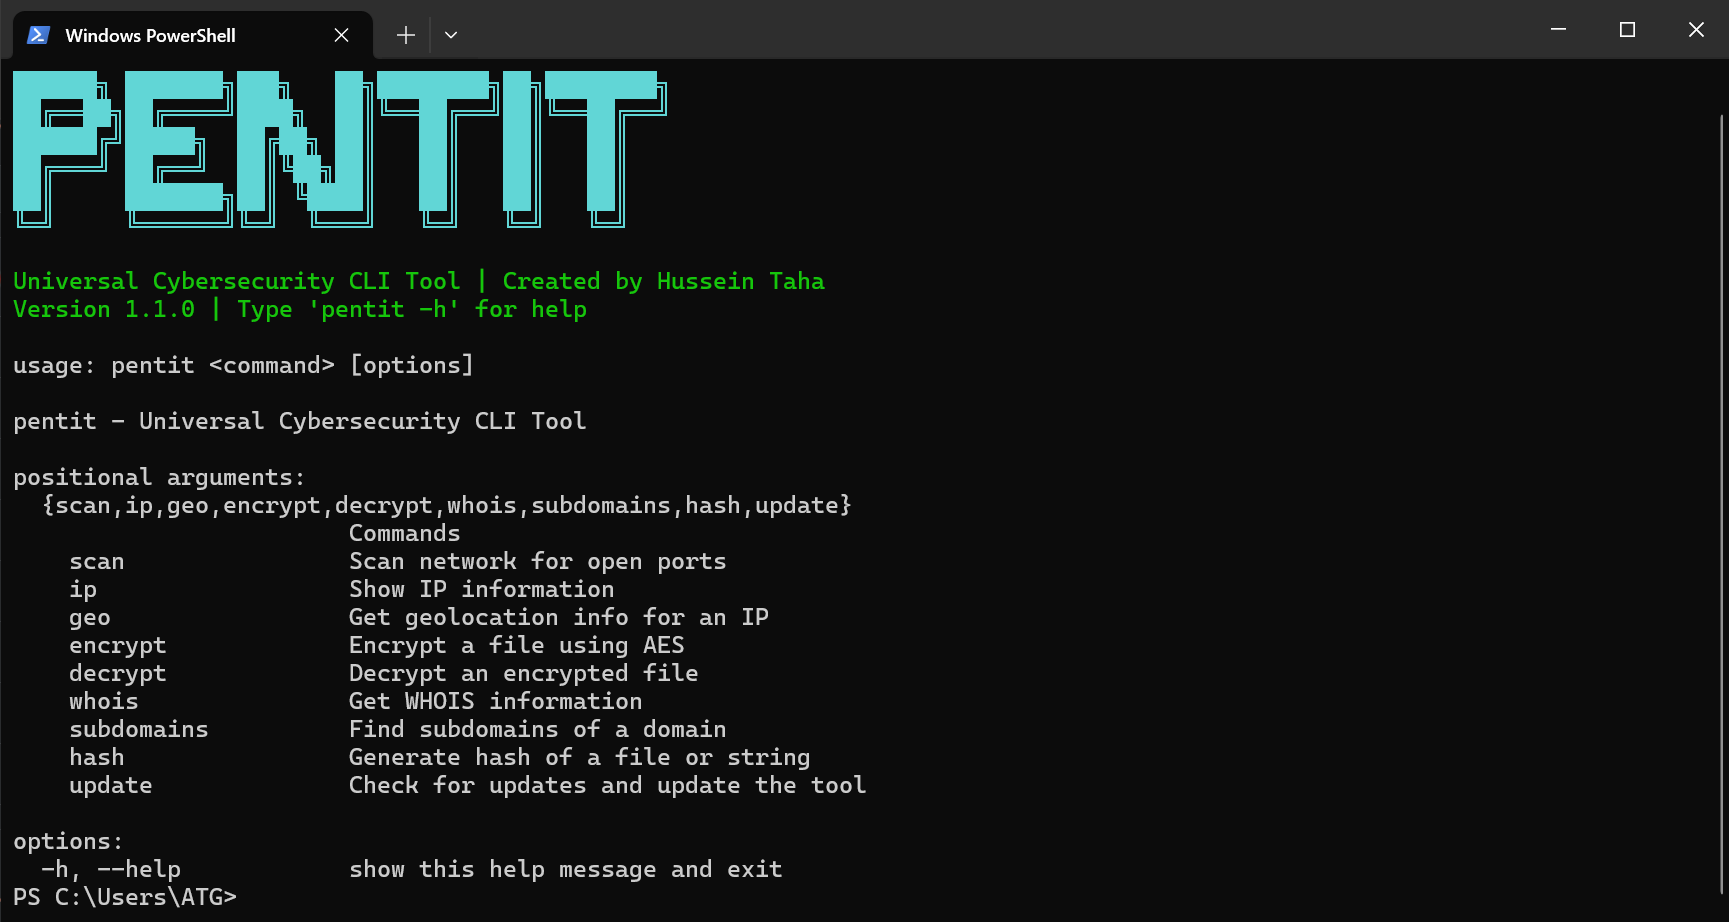 Windows PowerShell
PENTIT
Universal Cybersecurity CLI Tool | Created by Hussein Taha
Version 1.1.0 | Type 'pentit -h' for help
usage: pentit <command> [options]
pentit - Universal Cybersecurity CLI Tool
positional arguments:
{scan,ip,geo,encrypt,decrypt,whois,subdomains,hash,update}
Commands
scan Scan network for open ports
ip Show IP information
geo Get geolocation info for an IP
encrypt Encrypt a file using AES
decrypt Decrypt an encrypted file
whois Get WHOIS information
subdomains Find subdomains of a domain
hash Generate hash of a file or string
update Check for updates and update the tool
options:
-h, --help show this help message and exit
PS C:\Users\ATG>